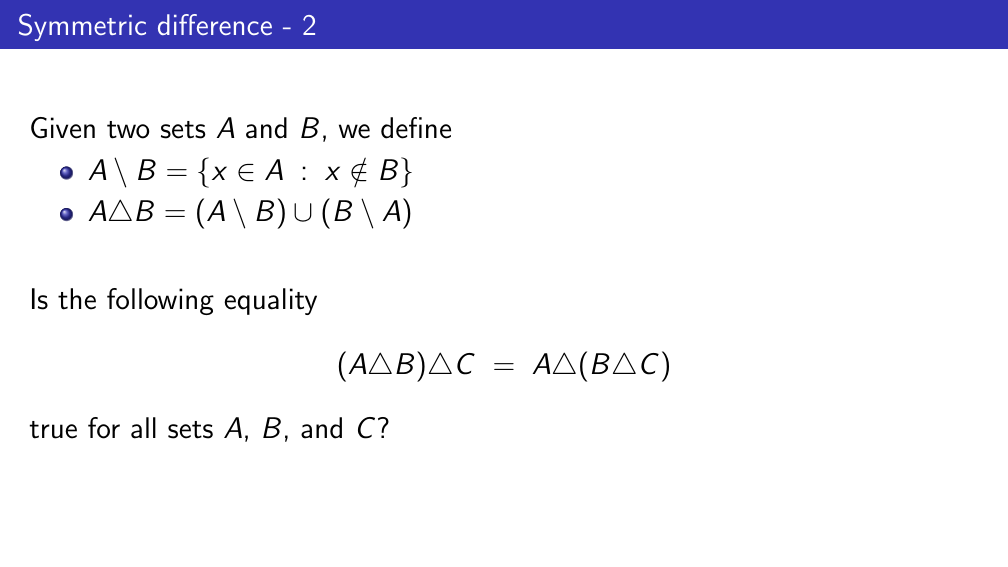 Symmetric difference - 2
Given two sets A and B, we define
A \ B = {x ∈ A : x ∉ B}
A△B = (A \ B) ∪ (B \ A)
Is the following equality
(A△B)△C = A△(B△C)
true for all sets A, B, and C?